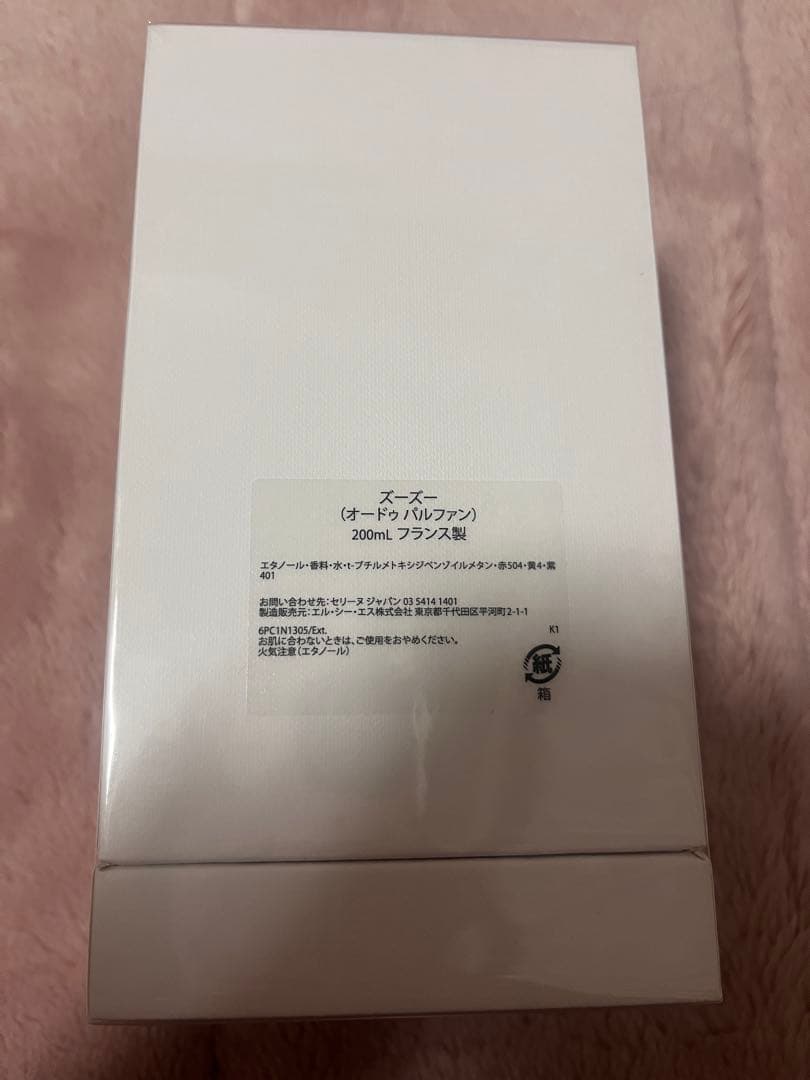 ズーズー
(オードゥ パルファン)
200mL フランス製
エタノール・香料・水・t-ブチルメトキシジベンゾイルメタン・赤504・黄4・紫
401
お問い合わせ先：セリーヌ ジャパン 03 5414 1401
製造販売元：エル・シー・エス株式会社 東京都千代田区平河町2-1-1
6PC1N1305/Ext.
K1
お肌に合わないときは、ご使用をおやめください。
火気注意（エタノール）
紙
箱